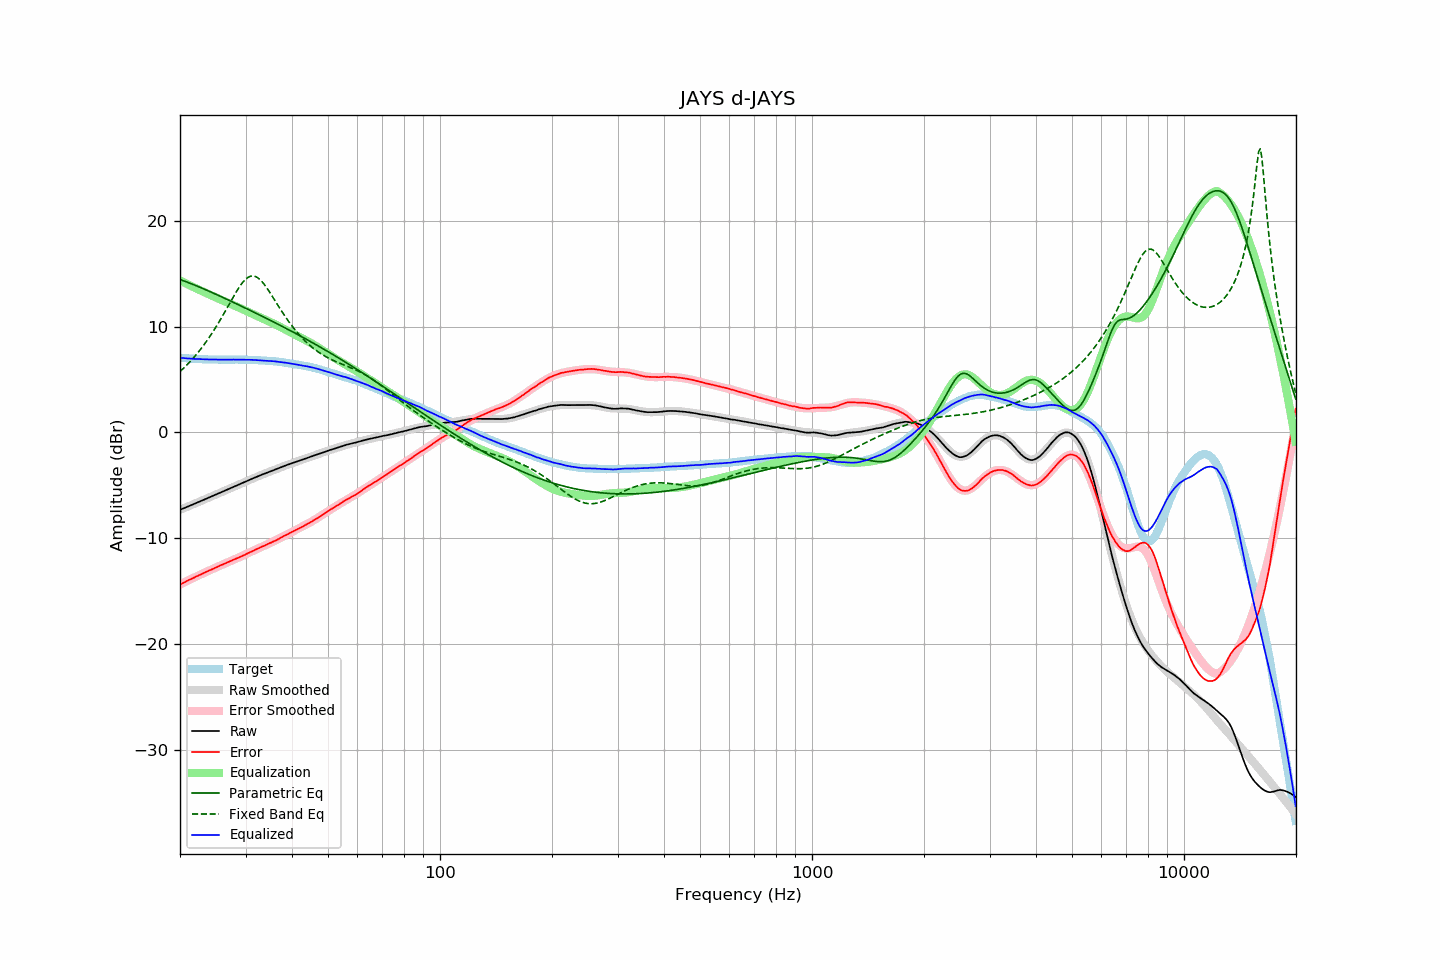 JAYS d-JAYS
Amplitude (dBr)
20
10
0
−10
−20
−30
Target
Raw Smoothed
Error Smoothed
Raw
Error
Equalization
Parametric Eq
Fixed Band Eq
Equalized
100
1000
10000
Frequency (Hz)